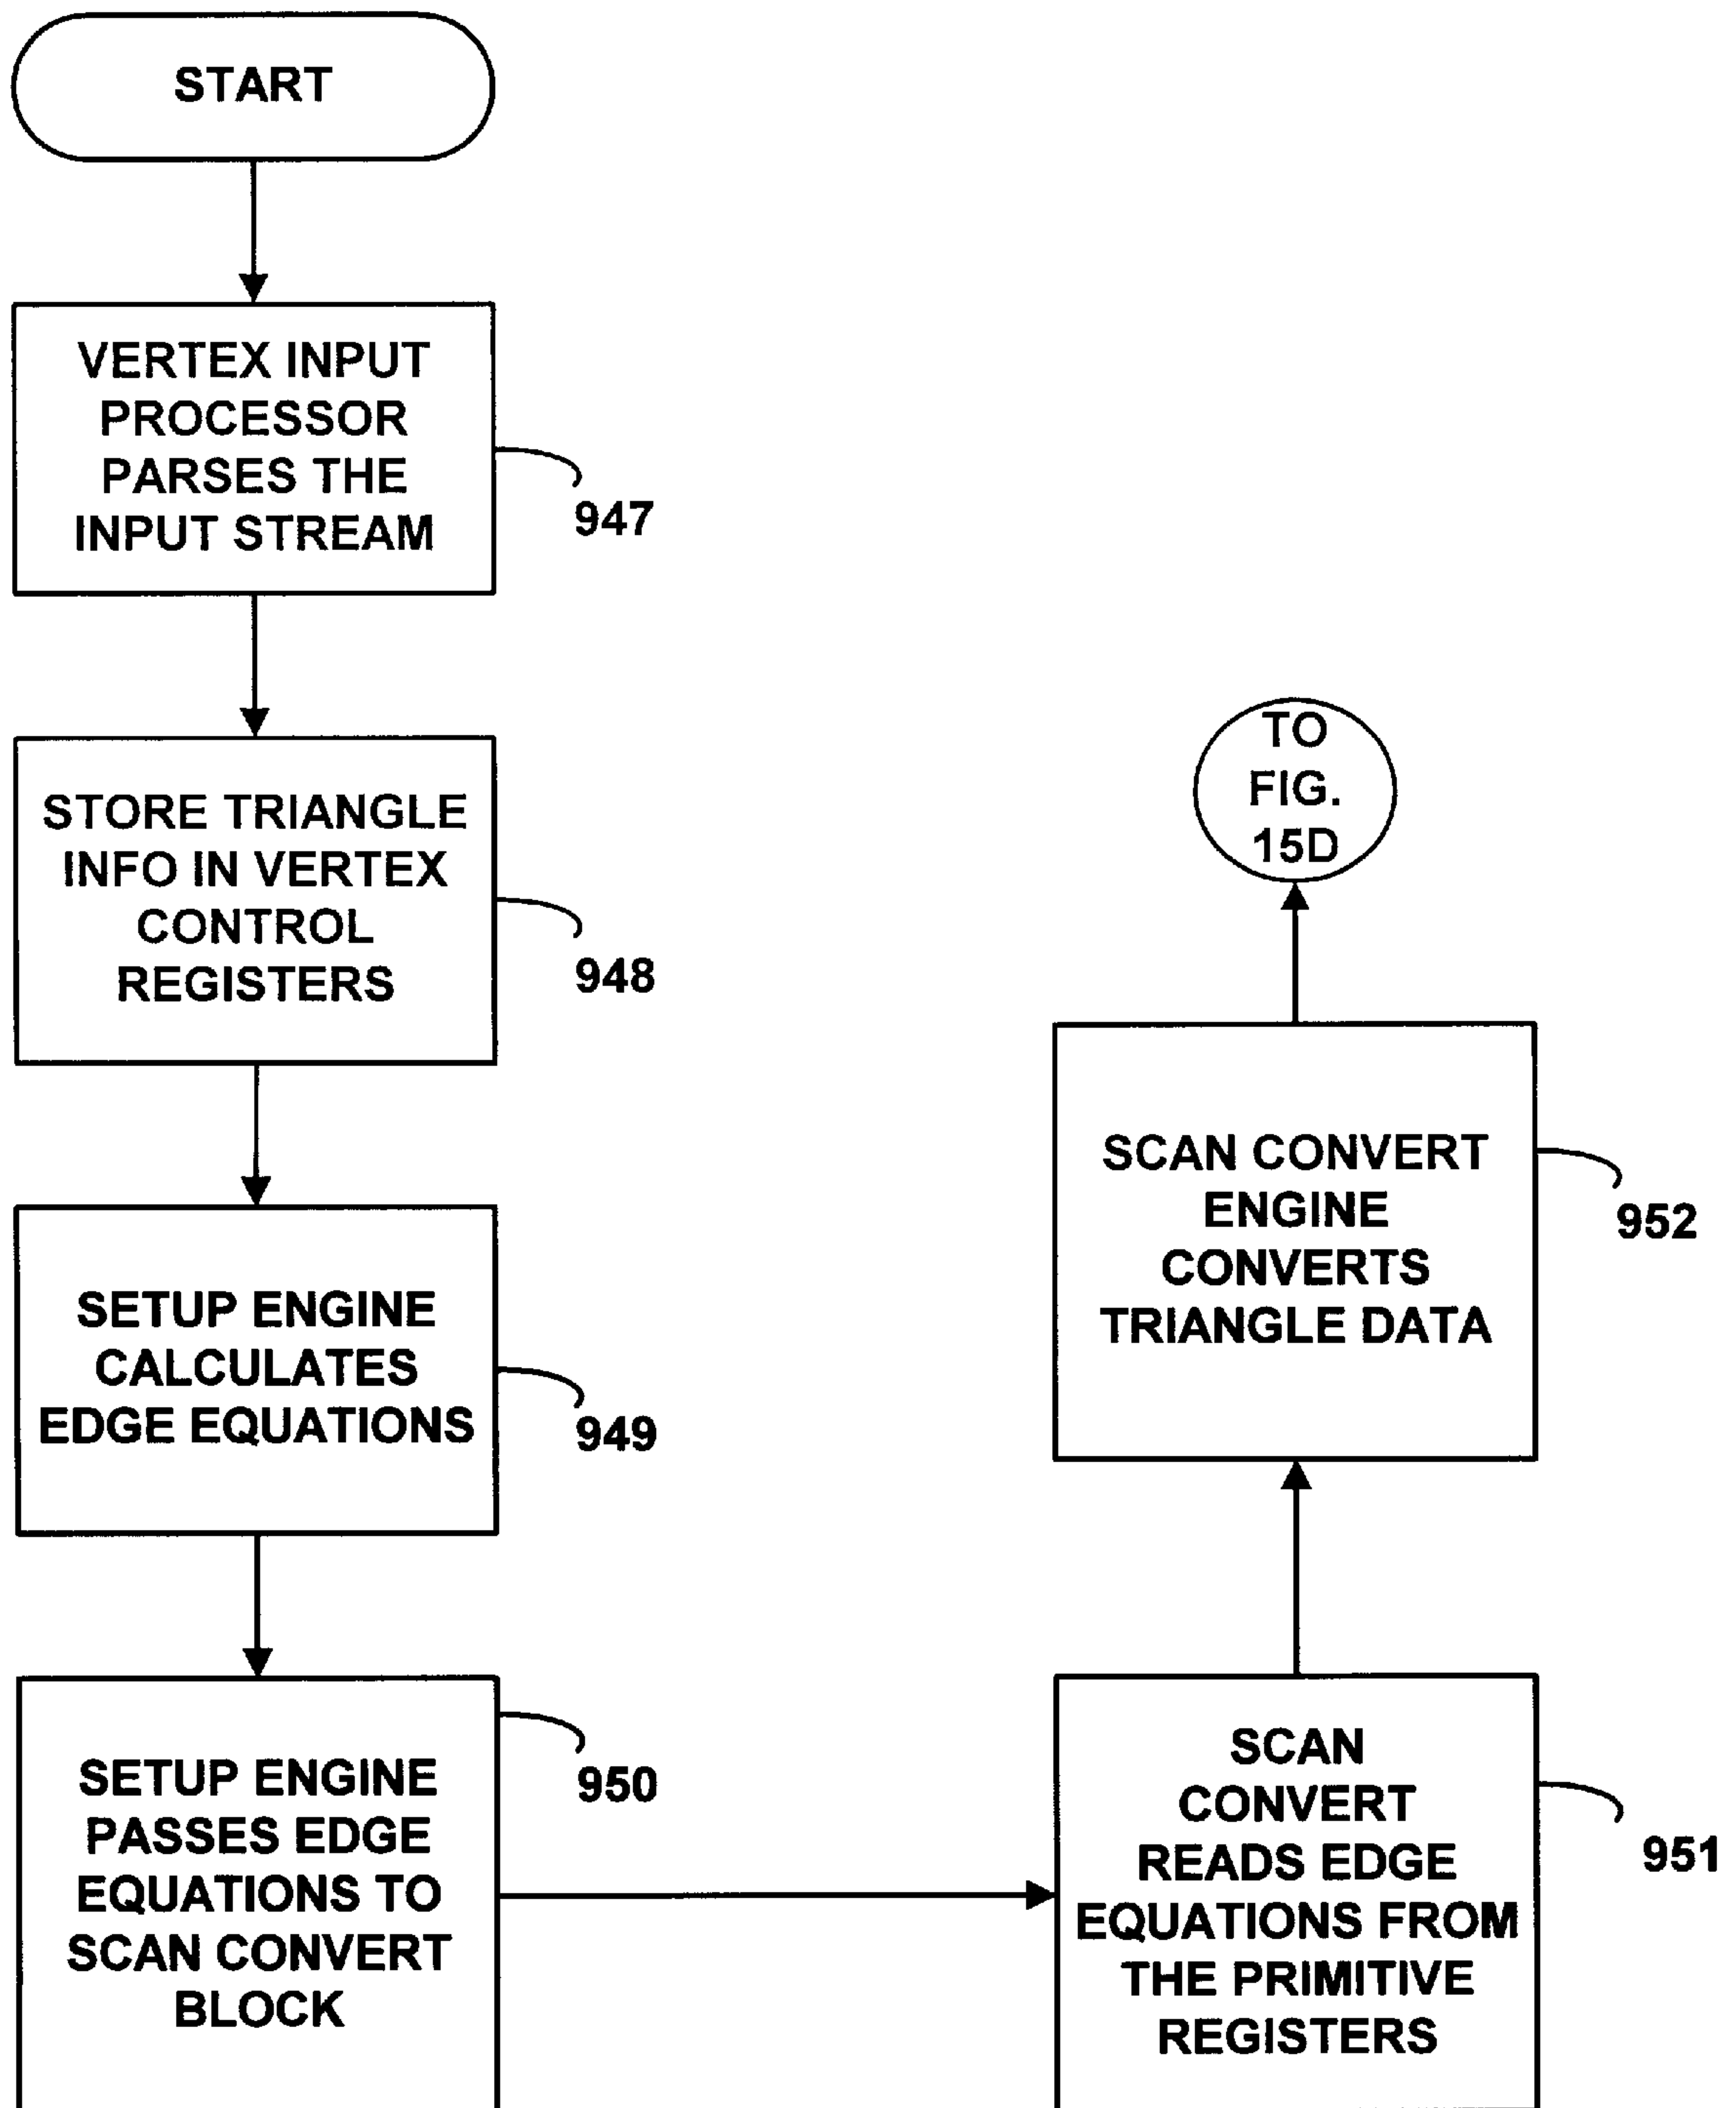 START
VERTEX INPUT
PROCESSOR
PARSES THE
INPUT STREAM
947
STORE TRIANGLE
INFO IN VERTEX
CONTROL
REGISTERS
948
SETUP ENGINE
CALCULATES
EDGE EQUATIONS
949
SETUP ENGINE
PASSES EDGE
EQUATIONS TO
SCAN CONVERT
BLOCK
950
SCAN
CONVERT
READS EDGE
EQUATIONS FROM
THE PRIMITIVE
REGISTERS
951
SCAN CONVERT
ENGINE
CONVERTS
TRIANGLE DATA
952
TO
FIG.
15D